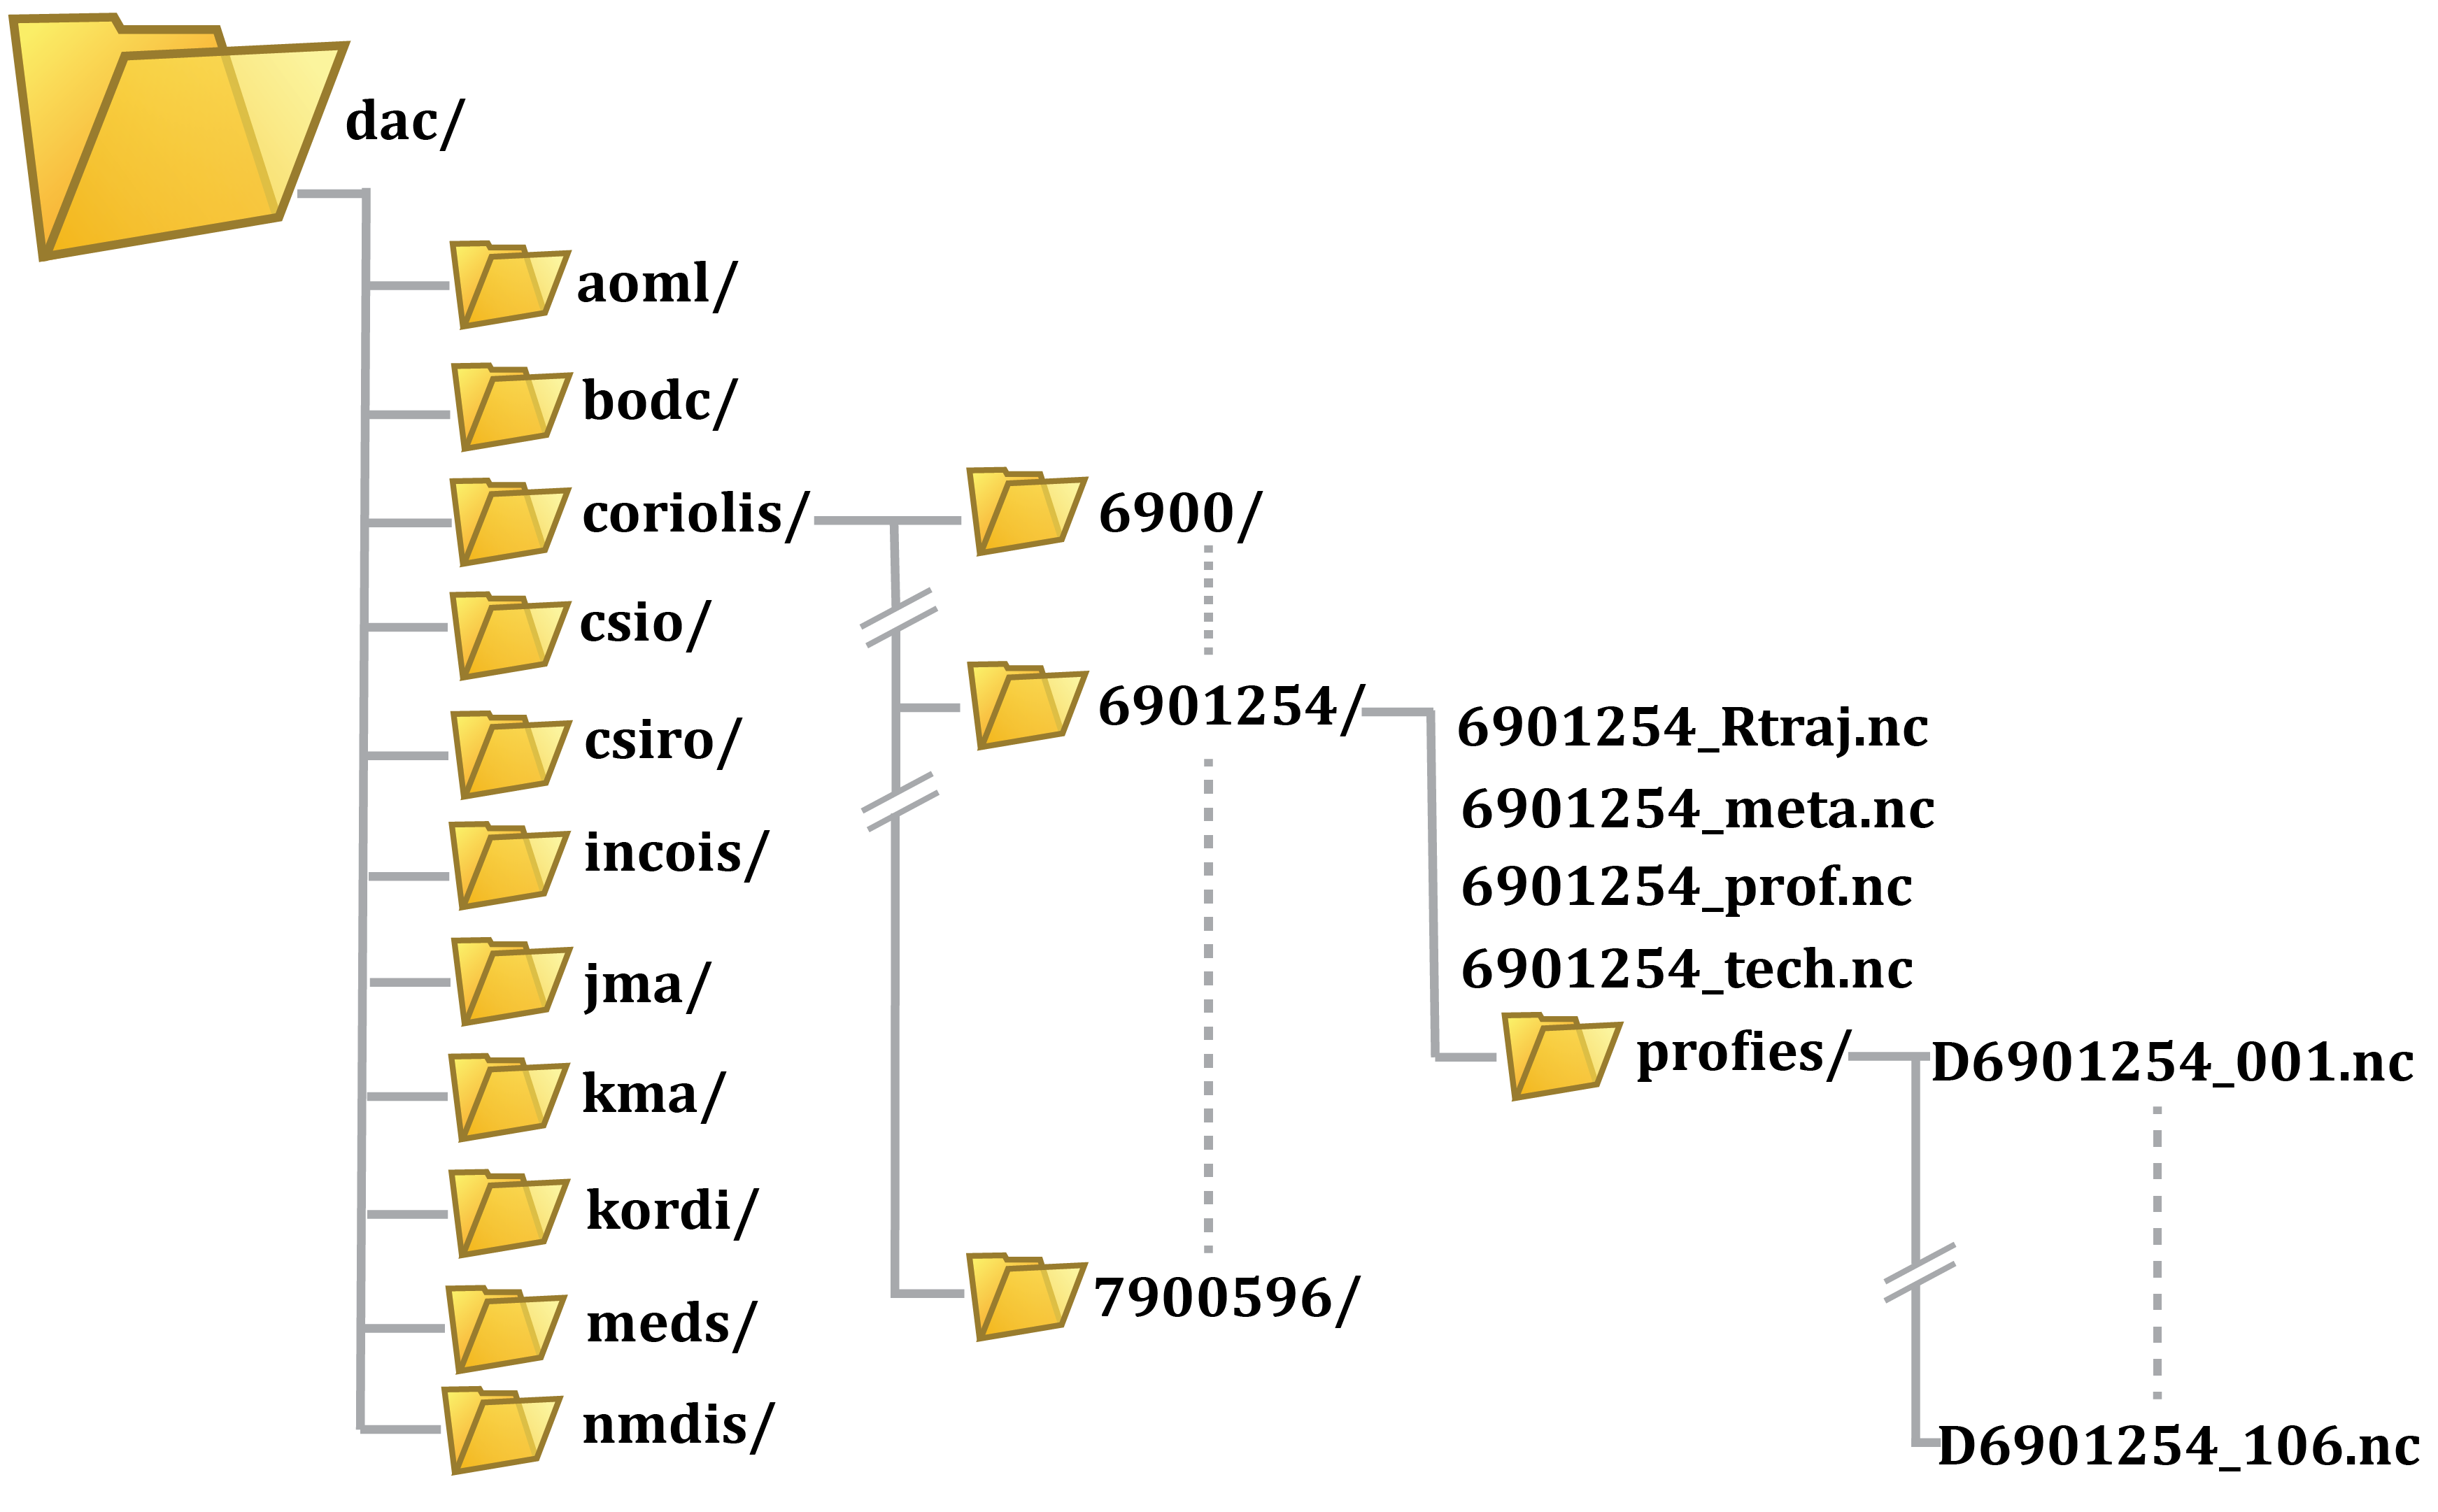 dac/
aoml/
bodc/
coriolis/
csio/
csiro/
incois/
jma/
kma/
kordi/
meds/
nmdis/
6900/
6901254/
7900596/
6901254_Rtraj.nc
6901254_meta.nc
6901254_prof.nc
6901254_tech.nc
profies/
D6901254_001.nc
D6901254_106.nc